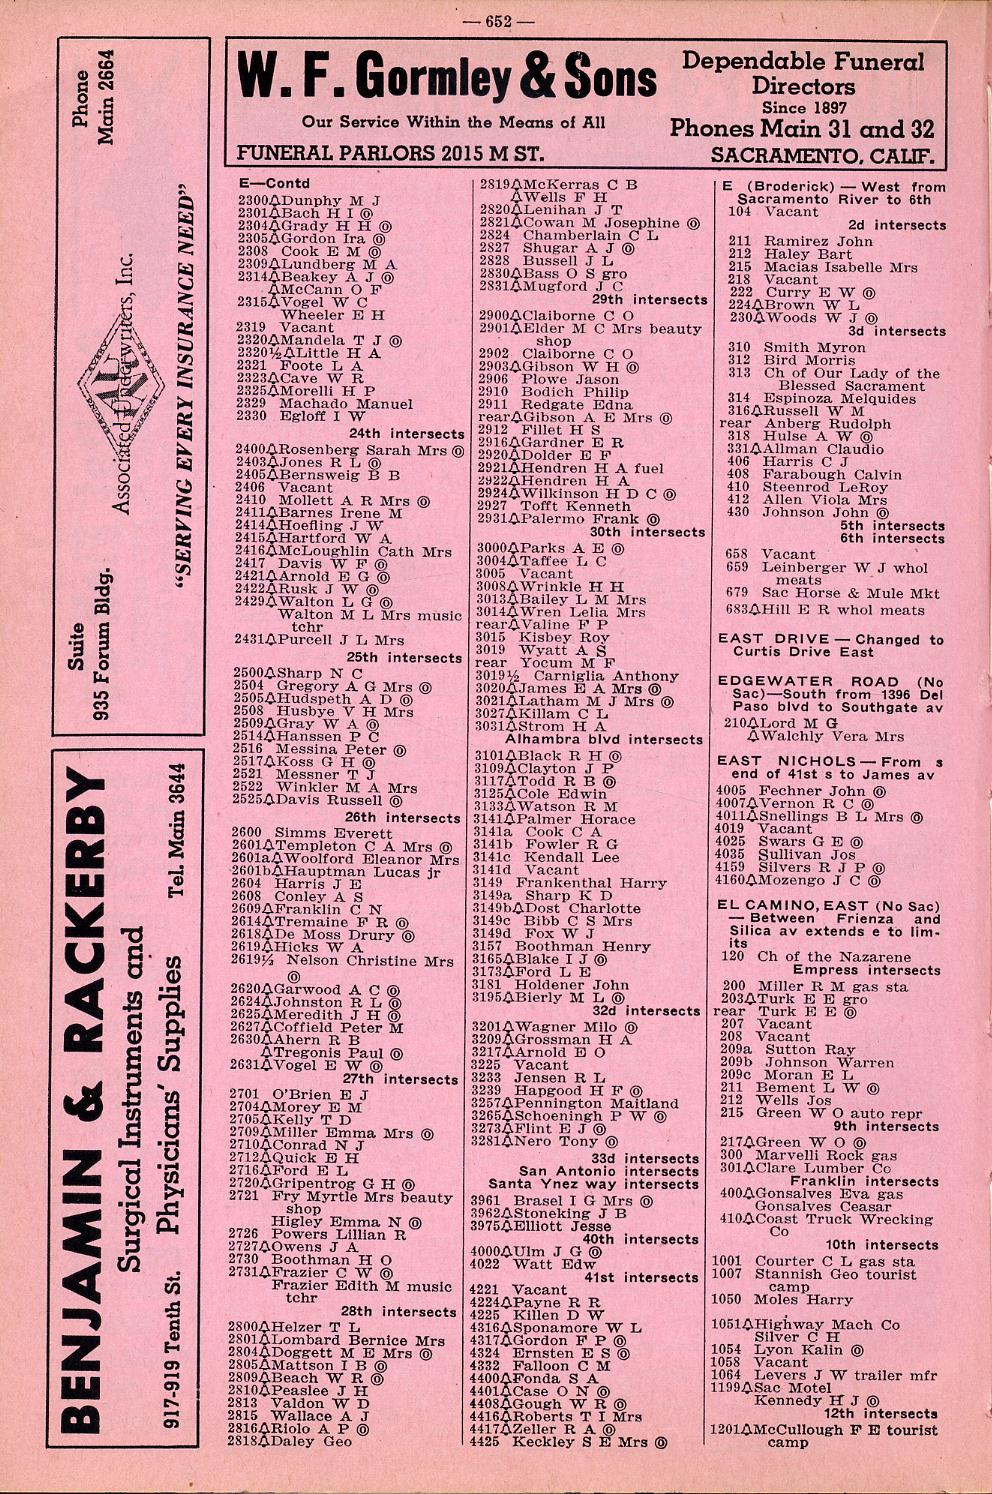 — 652 —
Phone
Main 2664
Associated Underwriters, Inc.
"SERVING EVERY INSURANCE NEED"
Suite
935 Forum Bldg.
BENJAMIN & RACKERBY
Surgical Instruments and
Physicians' Supplies
917-919 Tenth St.
Tel. Main 3644
W. F. Gormley & Sons
Our Service Within the Means of All
FUNERAL PARLORS 2015 M ST.
Dependable Funeral
Directors
Since 1897
Phones Main 31 and 32
SACRAMENTO, CALIF.
E—Contd
2300△Dunphy M J
2301△Bach H I ◎
2304△Grady H H ◎
2305△Gordon Ira ◎
2308 Cook E M ◎
2309△Lundberg M A
2314△Beakey A J ◎
△McCann O F
2315△Vogel W C
Wheeler E H
2319 Vacant
2320△Mandela T J ◎
2320½△Little H A
2321 Foote L A
2323△Cave W R
2325△Morelli H P
2329 Machado Manuel
2330 Egloff I W
24th intersects
2400△Rosenberg Sarah Mrs ◎
2403△Jones R L ◎
2405△Bernsweig B B
2406 Vacant
2410 Mollett A R Mrs ◎
2411△Barnes Irene M
2414△Hoefling J W
2415△Hartford W A
2416△McLoughlin Cath Mrs
2417 Davis W F ◎
2421△Arnold E G ◎
2422△Rusk J W ◎
2429△Walton L G ◎
Walton M L Mrs music
tchr
2431△Purcell J L Mrs
25th intersects
2500△Sharp N C
2504 Gregory A G Mrs ◎
2505△Hudspeth A D ◎
2508 Husbye V H Mrs
2509△Gray W A ◎
2514△Hanssen P C
2516 Messina Peter ◎
2517△Koss G H ◎
2521 Messner T J
2522 Winkler M A Mrs
2525△Davis Russell ◎
26th intersects
2600 Simms Everett
2601△Templeton C A Mrs ◎
2601a△Woolford Eleanor Mrs
2601b△Hauptman Lucas jr
2604 Harris J E
2608 Conley A S
2609△Franklin C N
2614△Tremaine F R ◎
2618△De Moss Drury ◎
2619△Hicks W A
2619½ Nelson Christine Mrs
◎
2620△Garwood A C ◎
2624△Johnston R L ◎
2625△Meredith J H ◎
2627△Coffield Peter M
2630△Ahern R B
△Tregonis Paul ◎
2631△Vogel E W ◎
27th intersects
2701 O'Brien E J
2704△Morey E M
2705△Kelly T D
2709△Miller Emma Mrs ◎
2710△Conrad N J
2712△Quick E H
2716△Ford E L
2720△Gripentrog G H ◎
2721 Fry Myrtle Mrs beauty
shop
Higley Emma N ◎
2726 Powers Lillian R
2727△Owens J A
2730 Boothman H O
2731△Frazier C W ◎
Frazier Edith M music
tchr
28th intersects
2800△Helzer T L
2801△Lombard Bernice Mrs
2804△Doggett M E Mrs ◎
2805△Mattson I B ◎
2809△Beach W R ◎
2810△Peaslee J H
2813 Valdon W D
2815 Wallace A J
2816△Riolo A P ◎
2818△Daley Geo
2819△McKerras C B
△Wells F H
2820△Lenihan J T
2821△Cowan M Josephine ◎
2824 Chamberlain C L
2827 Shugar A J ◎
2828 Bussell J L
2830△Bass O S gro
2831△Mugford J C
29th intersects
2900△Claiborne C O
2901△Elder M C Mrs beauty
shop
2902 Claiborne C O
2903△Gibson W H ◎
2906 Plowe Jason
2910 Bodich Philip
2911 Redgate Edna
rear△Gibson A E Mrs ◎
2912 Fillet H S
2916△Gardner E R
2920△Dolder E F
2921△Hendren H A fuel
2922△Hendren H A
2924△Wilkinson H D C ◎
2927 Tofft Kenneth
2931△Palermo Frank ◎
30th intersects
3000△Parks A E ◎
3004△Taffee L C
3005 Vacant
3008△Wrinkle H H
3013△Bailey L M Mrs
3014△Wren Lelia Mrs
rear△Valine F P
3015 Kisbey Roy
3019 Wyatt A S
rear Yocum M F
3019½ Carniglia Anthony
3020△James E A Mrs ◎
3021△Latham M J Mrs ◎
3027△Killam C L
3031△Strom H A
Alhambra blvd intersects
3101△Black R H ◎
3109△Clayton J P
3117△Todd R B ◎
3125△Cole Edwin
3133△Watson R M
3141△Palmer Horace
3141a Cook C A
3141b Fowler R G
3141c Kendall Lee
3141d Vacant
3149 Frankenthal Harry
3149a Sharp K D
3149b△Dost Charlotte
3149c Bibb C S Mrs
3149d Fox W J
3157 Boothman Henry
3165△Blake I J ◎
3173△Ford L E
3181 Holdener John
3195△Bierly M L ◎
32d intersects
3201△Wagner Milo ◎
3209△Grossman H A
3217△Arnold E O
3225 Vacant
3233 Jensen R L
3239 Hapgood H F ◎
3257△Pennington Maitland
3265△Schoeningh P W ◎
3273△Flint E J ◎
3281△Nero Tony ◎
33d intersects
San Antonio intersects
Santa Ynez way intersects
3961 Brasel I G Mrs ◎
3962△Stoneking J B
3975△Elliott Jesse
40th intersects
4000△Ulm J G ◎
4022 Watt Edw
41st intersects
4221 Vacant
4224△Payne R R
4225 Killen D W
4316△Sponamore W L
4317△Gordon F P ◎
4324 Ernsten E S ◎
4332 Falloon C M
4400△Fonda S A
4401△Case O N ◎
4408△Gough W R ◎
4416△Roberts T I Mrs
4417△Zeller R A ◎
4425 Keckley S E Mrs ◎
E (Broderick) — West from
Sacramento River to 6th
104 Vacant
2d intersects
211 Ramirez John
212 Haley Bart
215 Macias Isabelle Mrs
218 Vacant
222 Curry E W ◎
224△Brown W L
230△Woods W J ◎
3d intersects
310 Smith Myron
312 Bird Morris
313 Ch of Our Lady of the
Blessed Sacrament
314 Espinoza Melquides
316△Russell W M
rear Anberg Rudolph
318 Hulse A W ◎
331△Allman Claudio
406 Harris C J
408 Farabough Calvin
410 Steenrod LeRoy
412 Allen Viola Mrs
430 Johnson John ◎
5th intersects
6th intersects
658 Vacant
659 Leinberger W J whol
meats
679 Sac Horse & Mule Mkt
683△Hill E R whol meats
EAST DRIVE — Changed to
Curtis Drive East
EDGEWATER ROAD (No
Sac)—South from 1396 Del
Paso blvd to Southgate av
210△Lord M G
△Walchly Vera Mrs
EAST NICHOLS — From s
end of 41st s to James av
4005 Fechner John ◎
4007△Vernon R C ◎
4011△Snellings B L Mrs ◎
4019 Vacant
4025 Swars G E ◎
4035 Sullivan Jos
4159 Silvers R J P ◎
4160△Mozengo J C ◎
EL CAMINO, EAST (No Sac)
— Between Frienza and
Silica av extends e to lim-
its
120 Ch of the Nazarene
Empress intersects
200 Miller R M gas sta
203△Turk E E gro
rear Turk E E ◎
207 Vacant
208 Vacant
209a Sutton Ray
209b Johnson Warren
209c Moran E L
211 Bement L W ◎
212 Wells Jos
215 Green W O auto repr
9th intersects
217△Green W O ◎
300 Marvelli Rock gas
301△Clare Lumber Co
Franklin intersects
400△Gonsalves Eva gas
Gonsalves Ceasar
410△Coast Truck Wrecking
Co
10th intersects
1001 Courter C L gas sta
1007 Stannish Geo tourist
camp
1050 Moles Harry
1051△Highway Mach Co
Silver C H
1054 Lyon Kalin ◎
1058 Vacant
1064 Levers J W trailer mfr
1199△Sac Motel
Kennedy H J ◎
12th intersects
1201△McCullough F E tourist
camp